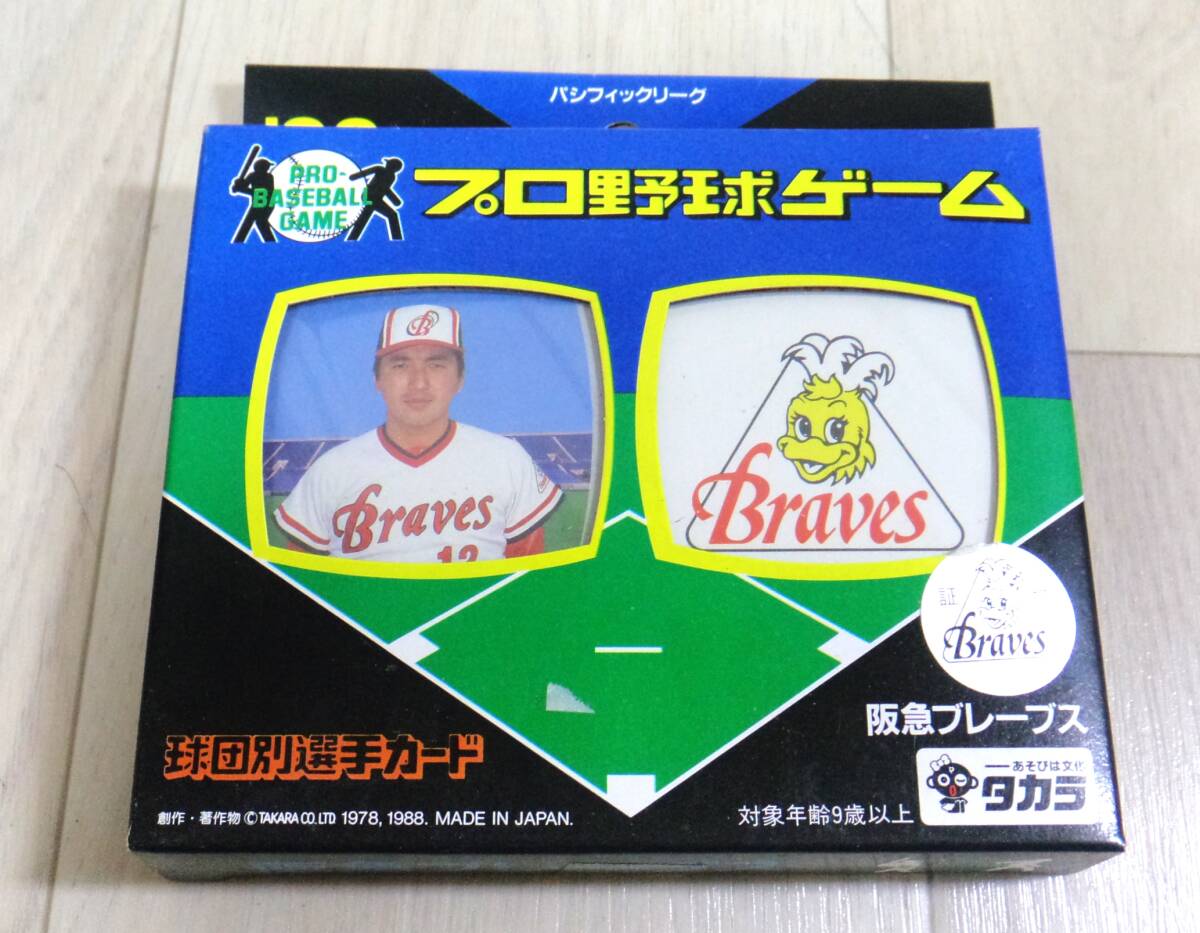 パシフィックリーグ
PRO-
BASEBALL
GAME
プロ野球ゲーム
B
Braves
Braves
証
Braves
阪急ブレーブス
球団別選手カード
あそびは文化
タカラ
創作・著作物 ©TAKARA CO. LTD 1978, 1988. MADE IN JAPAN.
対象年齢9歳以上